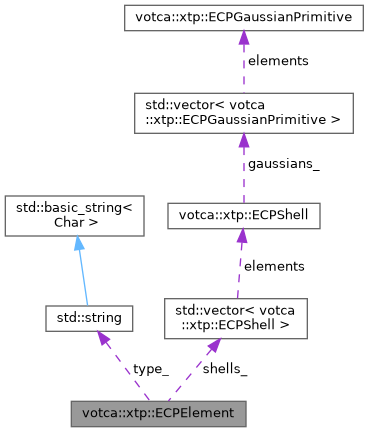 votca::xtp::ECPGaussianPrimitive
elements
std::vector< votca
::xtp::ECPGaussianPrimitive >
gaussians_
std::basic_string<
Char >
votca::xtp::ECPShell
elements
std::string
std::vector< votca
::xtp::ECPShell >
type_
shells_
votca::xtp::ECPElement